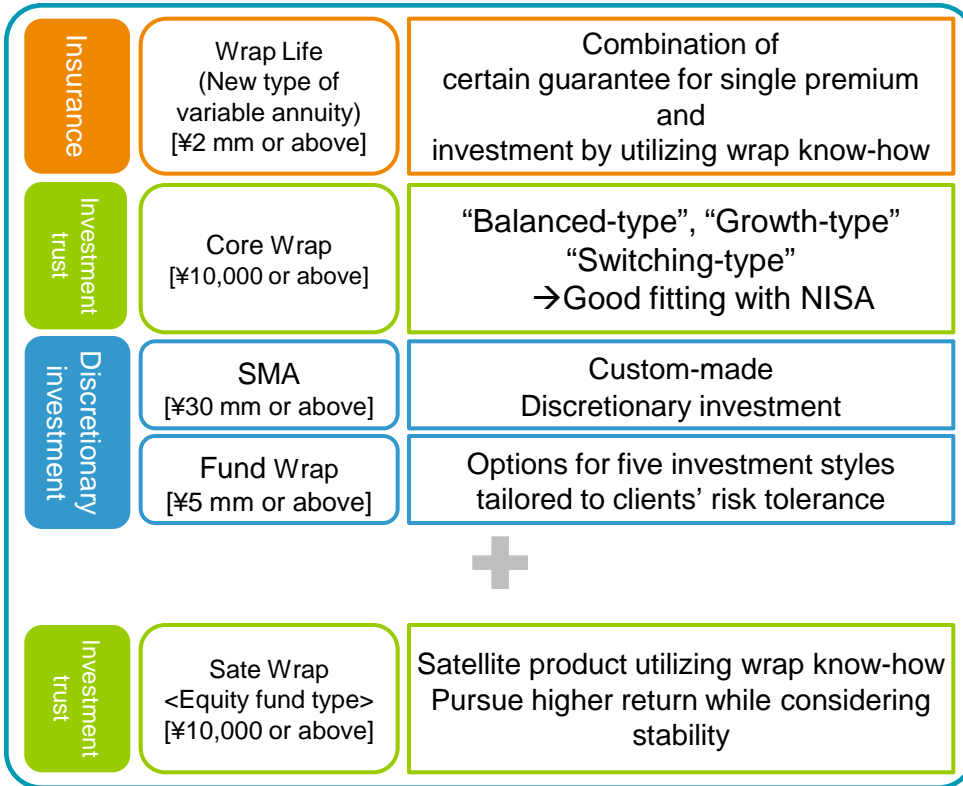 Insurance
Wrap Life
(New type of
variable annuity)
[¥2 mm or above]
Combination of
certain guarantee for single premium
and
investment by utilizing wrap know-how
Investment
trust
Core Wrap
[¥10,000 or above]
“Balanced-type”, “Growth-type”
“Switching-type”
→Good fitting with NISA
Discretionary
investment
SMA
[¥30 mm or above]
Custom-made
Discretionary investment
Fund Wrap
[¥5 mm or above]
Options for five investment styles
tailored to clients’ risk tolerance
Investment
trust
Sate Wrap
<Equity fund type>
[¥10,000 or above]
Satellite product utilizing wrap know-how
Pursue higher return while considering
stability